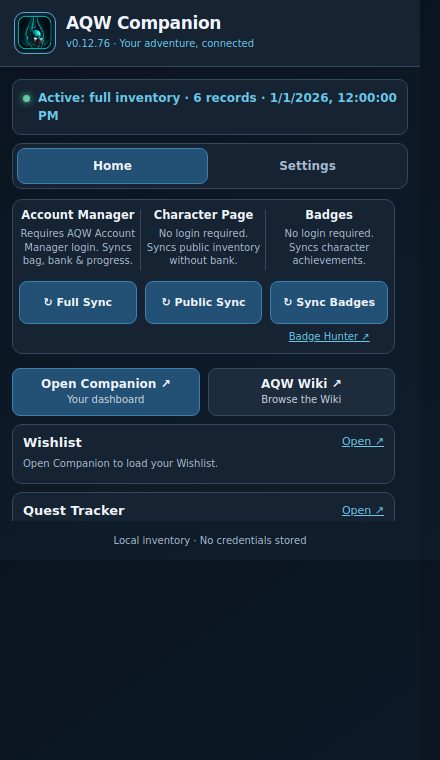 AQW Companion
v0.12.76 · Your adventure, connected
Active: full inventory · 6 records · 1/1/2026, 12:00:00
PM
Home
Settings
Account Manager
Requires AQW Account
Manager login. Syncs
bag, bank & progress.
Character Page
No login required.
Syncs public inventory
without bank.
Badges
No login required.
Syncs character
achievements.
↻ Full Sync
↻ Public Sync
↻ Sync Badges
Badge Hunter ↗
Open Companion ↗
Your dashboard
AQW Wiki ↗
Browse the Wiki
Wishlist
Open ↗
Open Companion to load your Wishlist.
Quest Tracker
Open ↗
Local inventory · No credentials stored